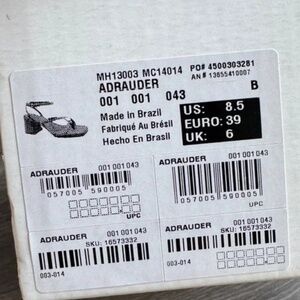 MH13003 MC14014
PO# 4500303281
ADRAUDER
AN # 13655410007
001 001 043
B
Made in Brazil
Fabriqué Au Brésil
Hecho En Brasil
US: 8.5
EURO: 39
UK: 6
ADRAUDER 001 001 043
057005 590005
UPC
ADRAUDER 001 001 043
057005 590005
UPC
ADRAUDER 001 001 043
SKU: 16573332
003-014
ADRAUDER 001 001 043
SKU: 16573332
003-014